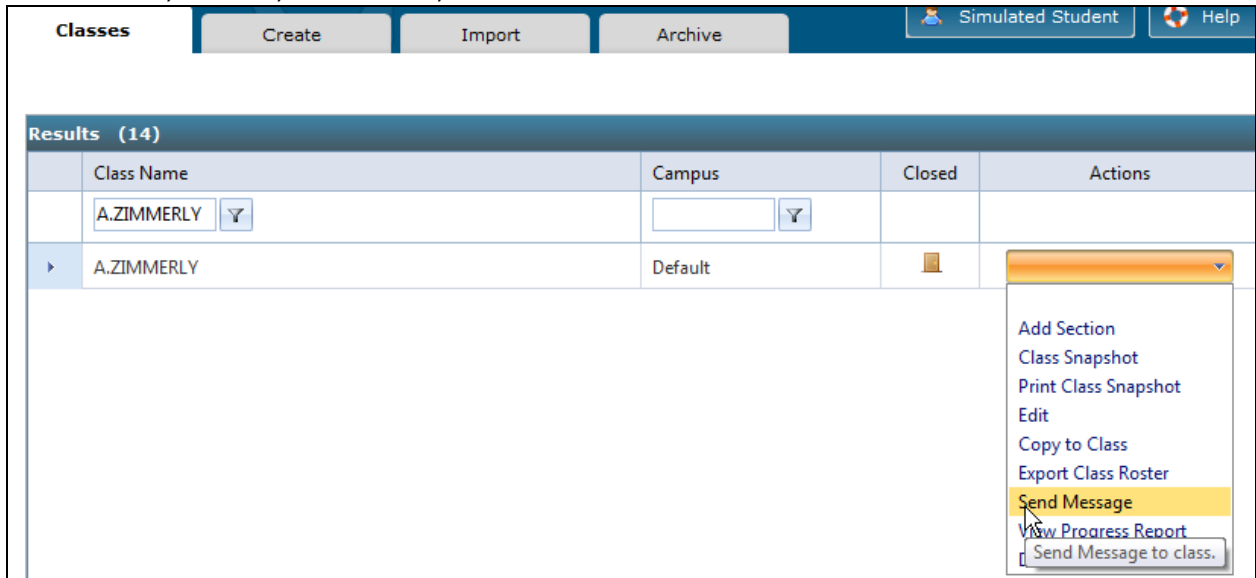 Classes Create Import Archive Simulated Student Help
Results (14)
Class Name Campus Closed Actions
A.ZIMMERLY
A.ZIMMERLY Default
Add Section
Class Snapshot
Print Class Snapshot
Edit
Copy to Class
Export Class Roster
Send Message
View Progress Report
Send Message to class.